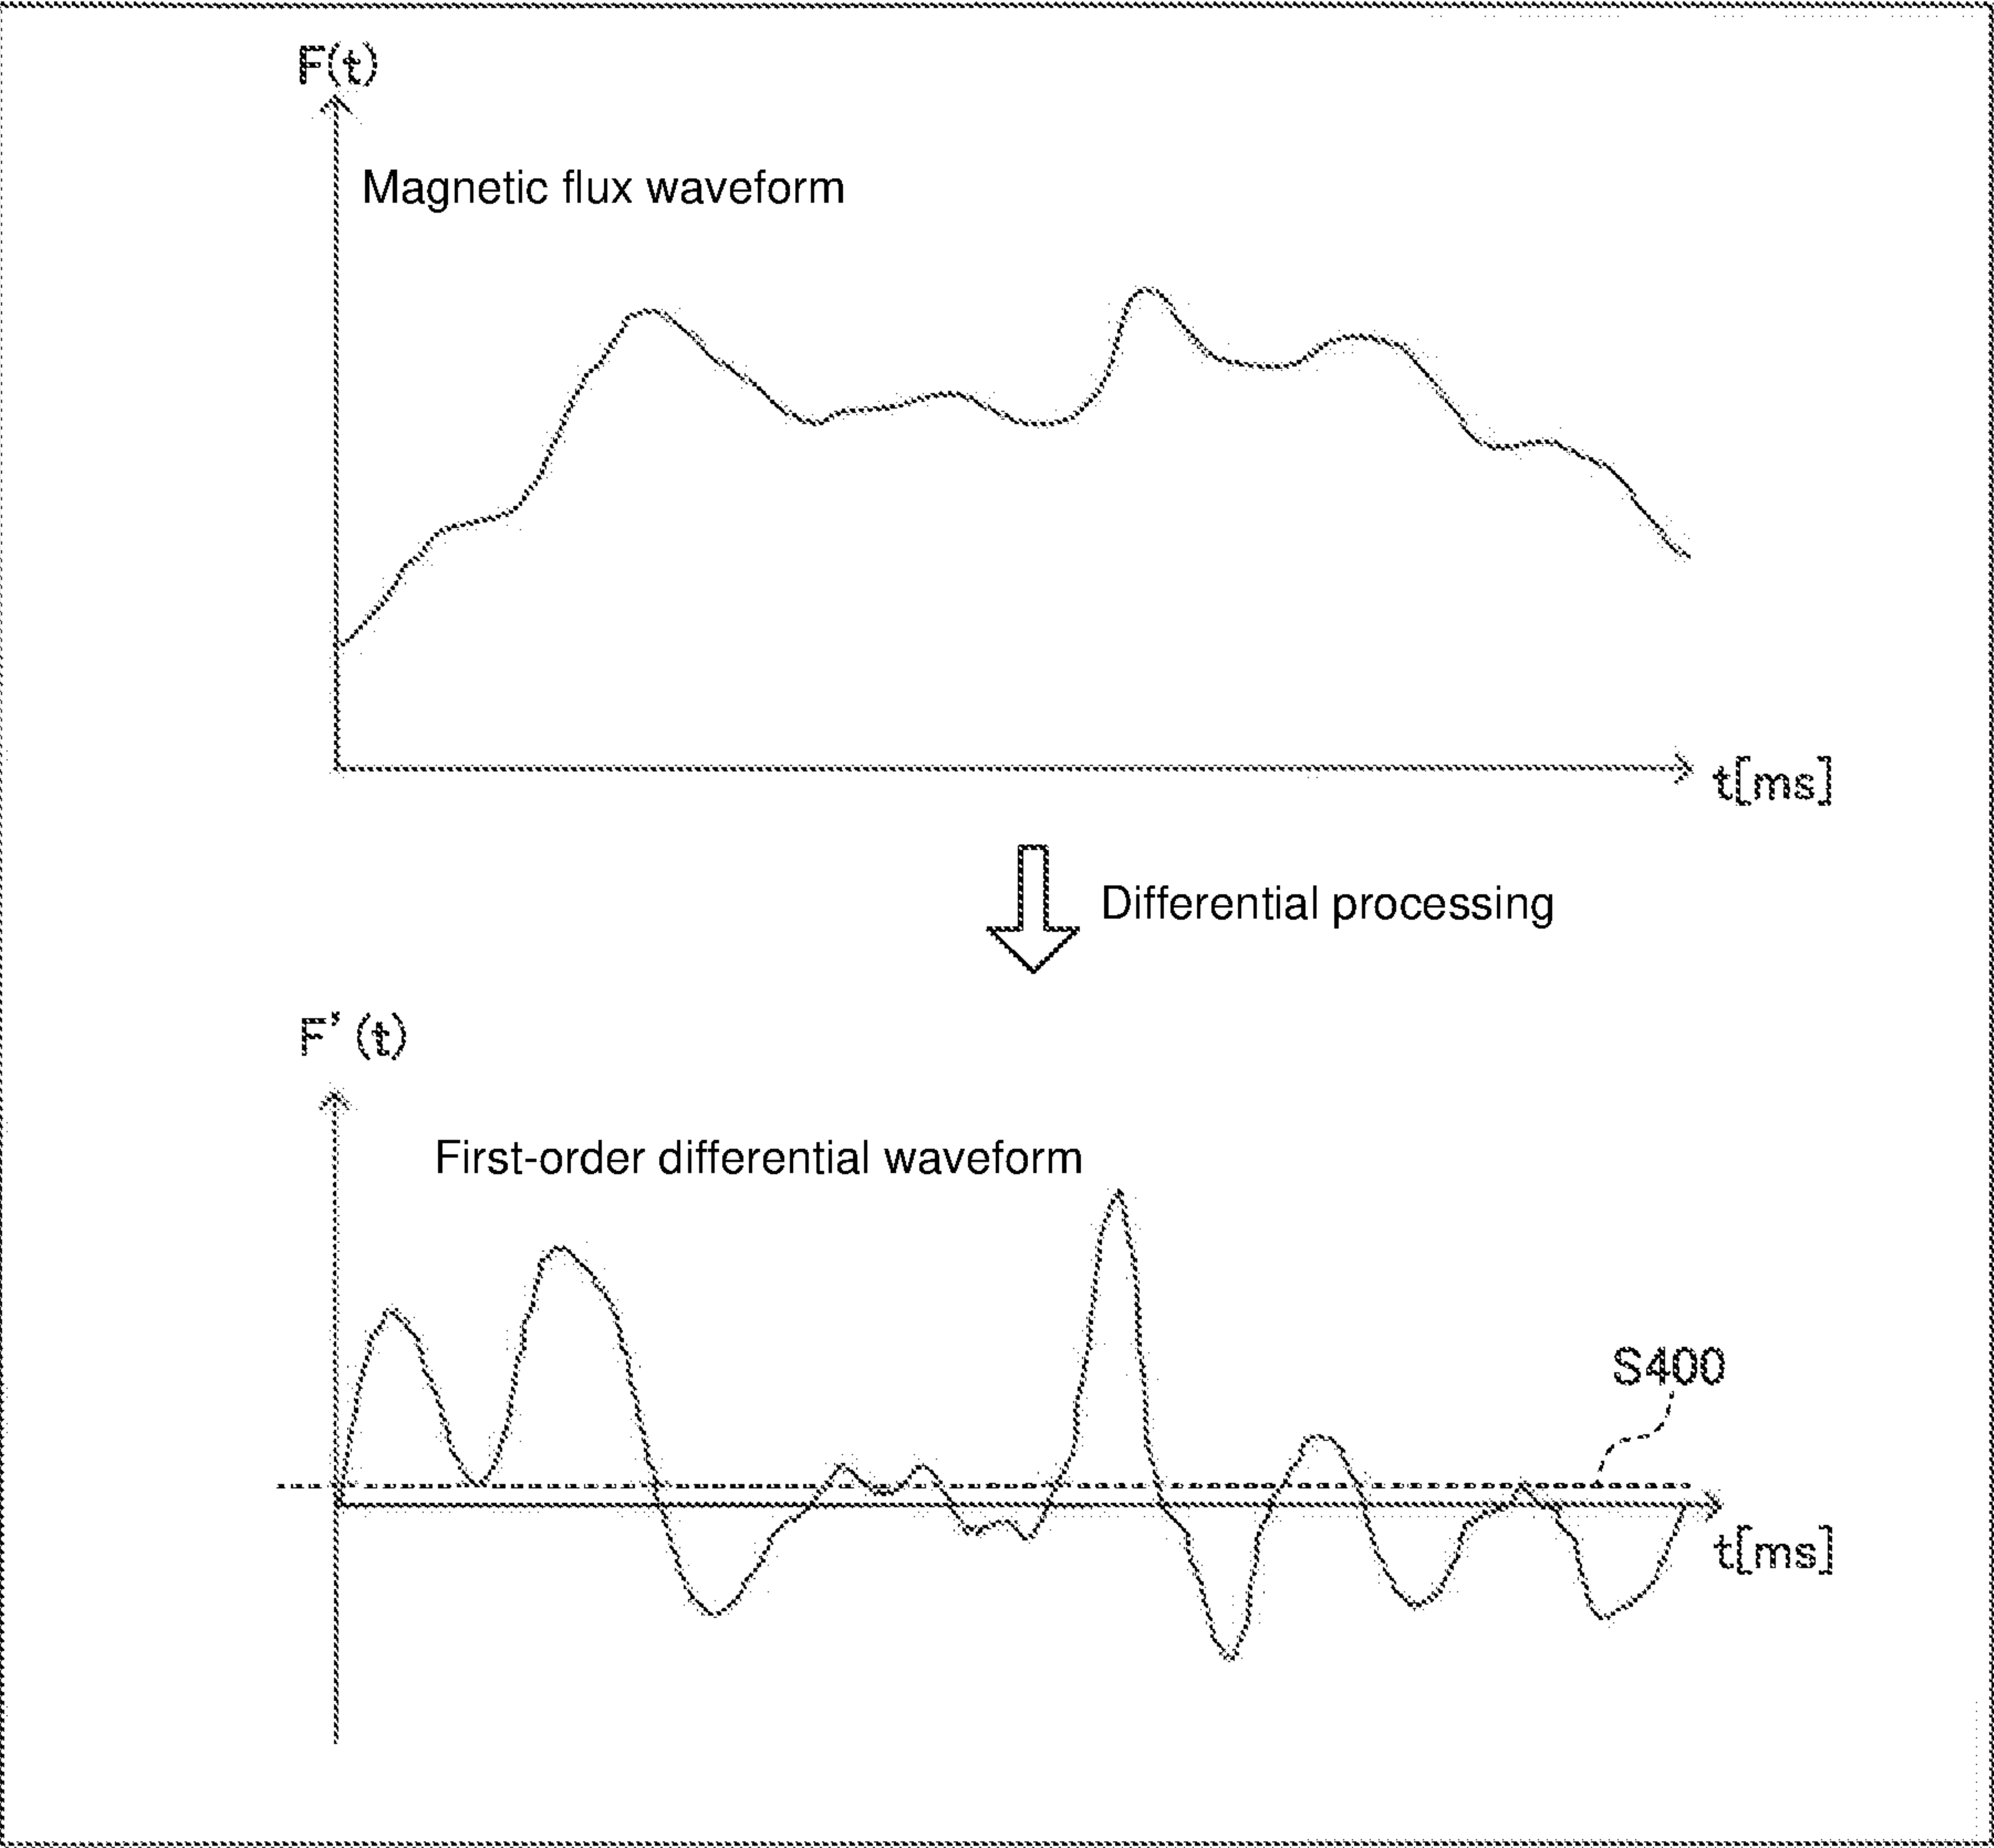 F(t)
Magnetic flux waveform
t[ms]
Differential processing
F' (t)
First-order differential waveform
S400
t[ms]